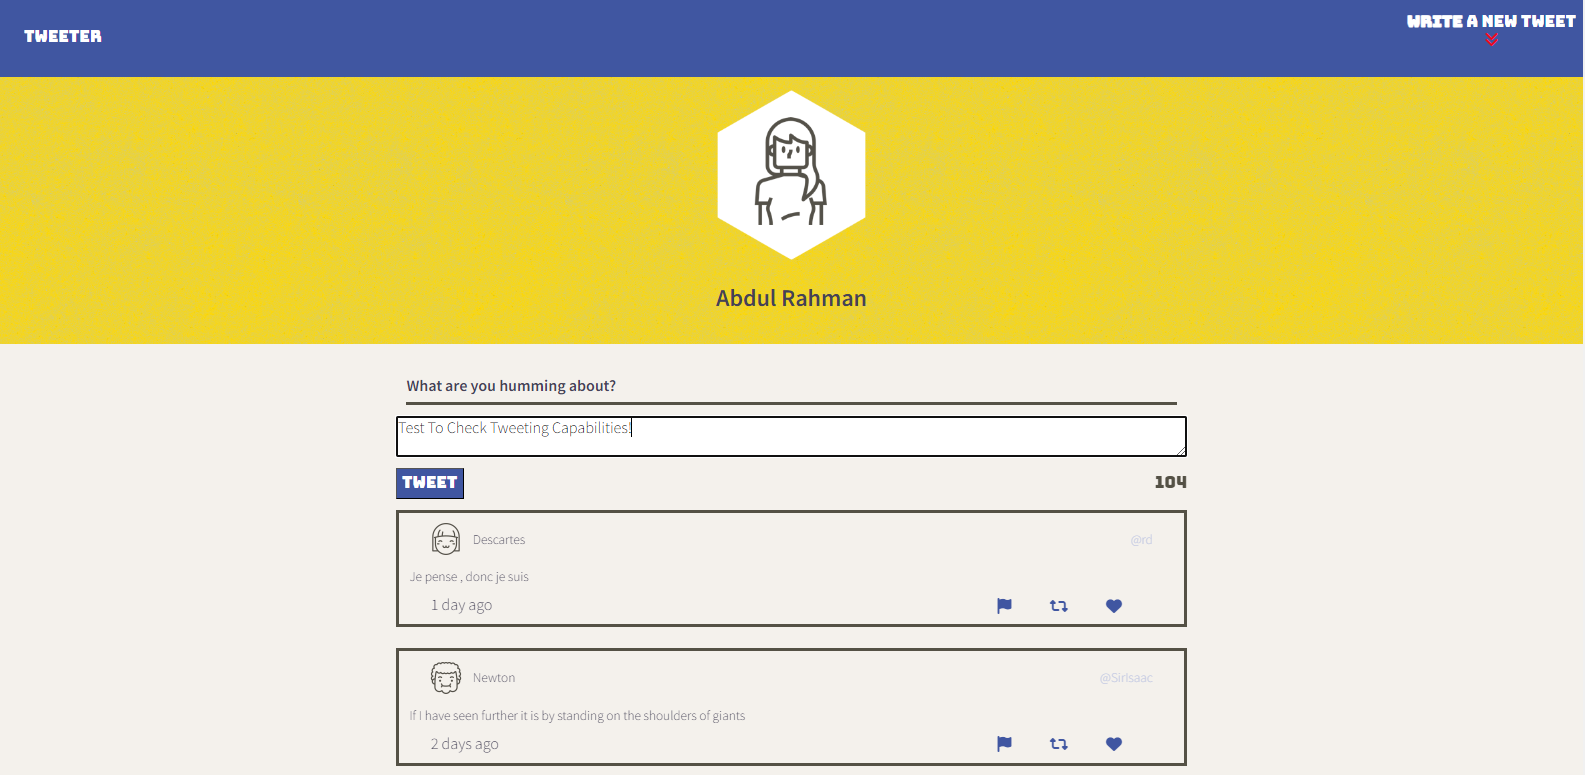 TWEETER
WRITE A NEW TWEET
Abdul Rahman
What are you humming about?
Test To Check Tweeting Capabilities!
TWEET
104
Descartes
@rd
Je pense , donc je suis
1 day ago
Newton
@SirIsaac
If I have seen further it is by standing on the shoulders of giants
2 days ago